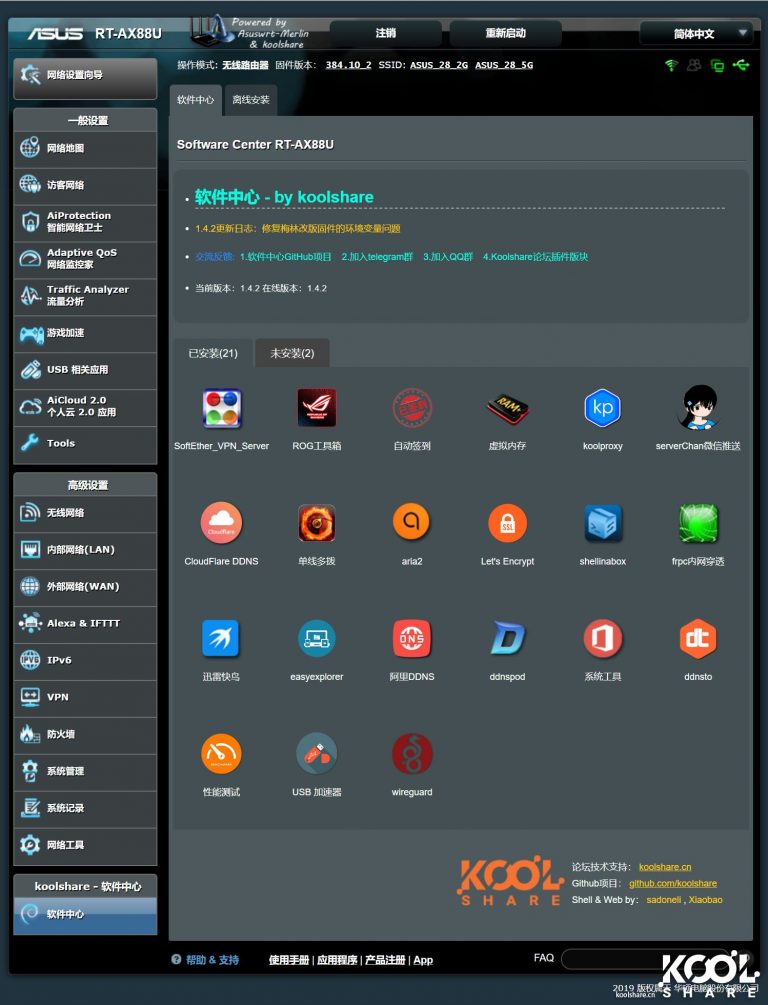 ASUS RT-AX88U
Powered by
Asuswrt-Merlin
& koolshare
注销
重新启动
简体中文
操作模式：无线路由器 固件版本： 384.10_2 SSID: ASUS_28_2G ASUS_28_5G
网络设置向导
一般设置
网络地图
访客网络
AiProtection
智能网络卫士
Adaptive QoS
网络监控家
Traffic Analyzer
流量分析
游戏加速
USB 相关应用
AiCloud 2.0
个人云 2.0 应用
Tools
高级设置
无线网络
内部网络(LAN)
外部网络(WAN)
Alexa & IFTTT
IPv6
VPN
防火墙
系统管理
系统记录
网络工具
koolshare - 软件中心
软件中心
软件中心 离线安装
Software Center RT-AX88U
软件中心 - by koolshare
1.4.2更新日志：修复梅林改版固件的环境变量问题
交流反馈: 1.软件中心GitHub项目 2.加入telegram群 3.加入QQ群 4.Koolshare论坛插件版块
当前版本：1.4.2 在线版本：1.4.2
已安装(21) 未安装(2)
RAM+
kp
SoftEther_VPN_Server ROG工具箱 自动签到 虚拟内存 koolproxy serverChan微信推送
Cloudflare
SSL
CloudFlare DDNS 单线多拨 aria2 Let's Encrypt shellinabox frpc内网穿透
DNS
dt
迅雷快鸟 easyexplorer 阿里DDNS ddnspod 系统工具 ddnsto
性能测试 USB 加速器 wireguard
KOOL
SHARE
论坛技术支持： koolshare.cn
Github项目： github.com/koolshare
Shell & Web by： sadoneli , Xiaobao
帮助 & 支持 使用手册 | 应用程序 | 产品注册 | App FAQ
KOOL
SHARE
koolshare.cn